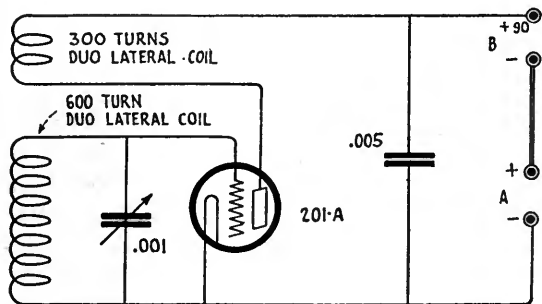 300 TURNS
DUO LATERAL COIL
600 TURN
DUO LATERAL COIL
.001
201-A
.005
+90
B
-
+
A
-